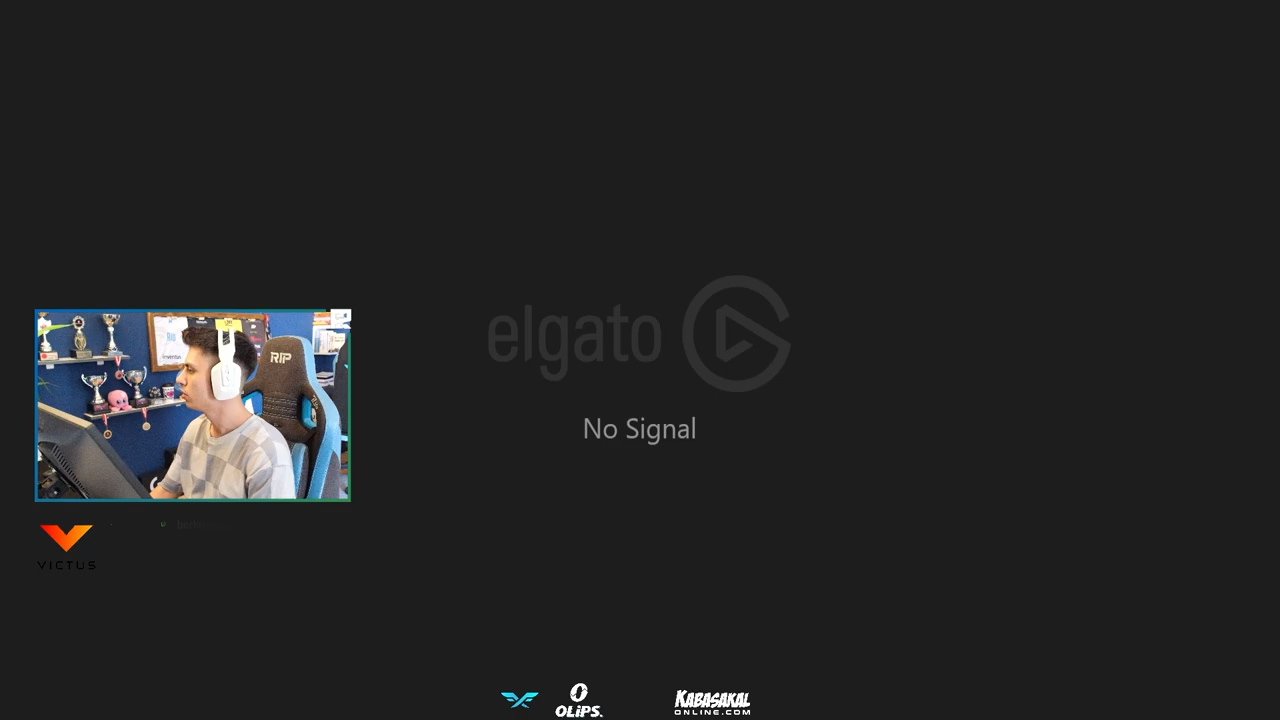 elgato
No Signal
RIP
VICTUS
OLiPS.
KABASAKAL
ONLINE.COM